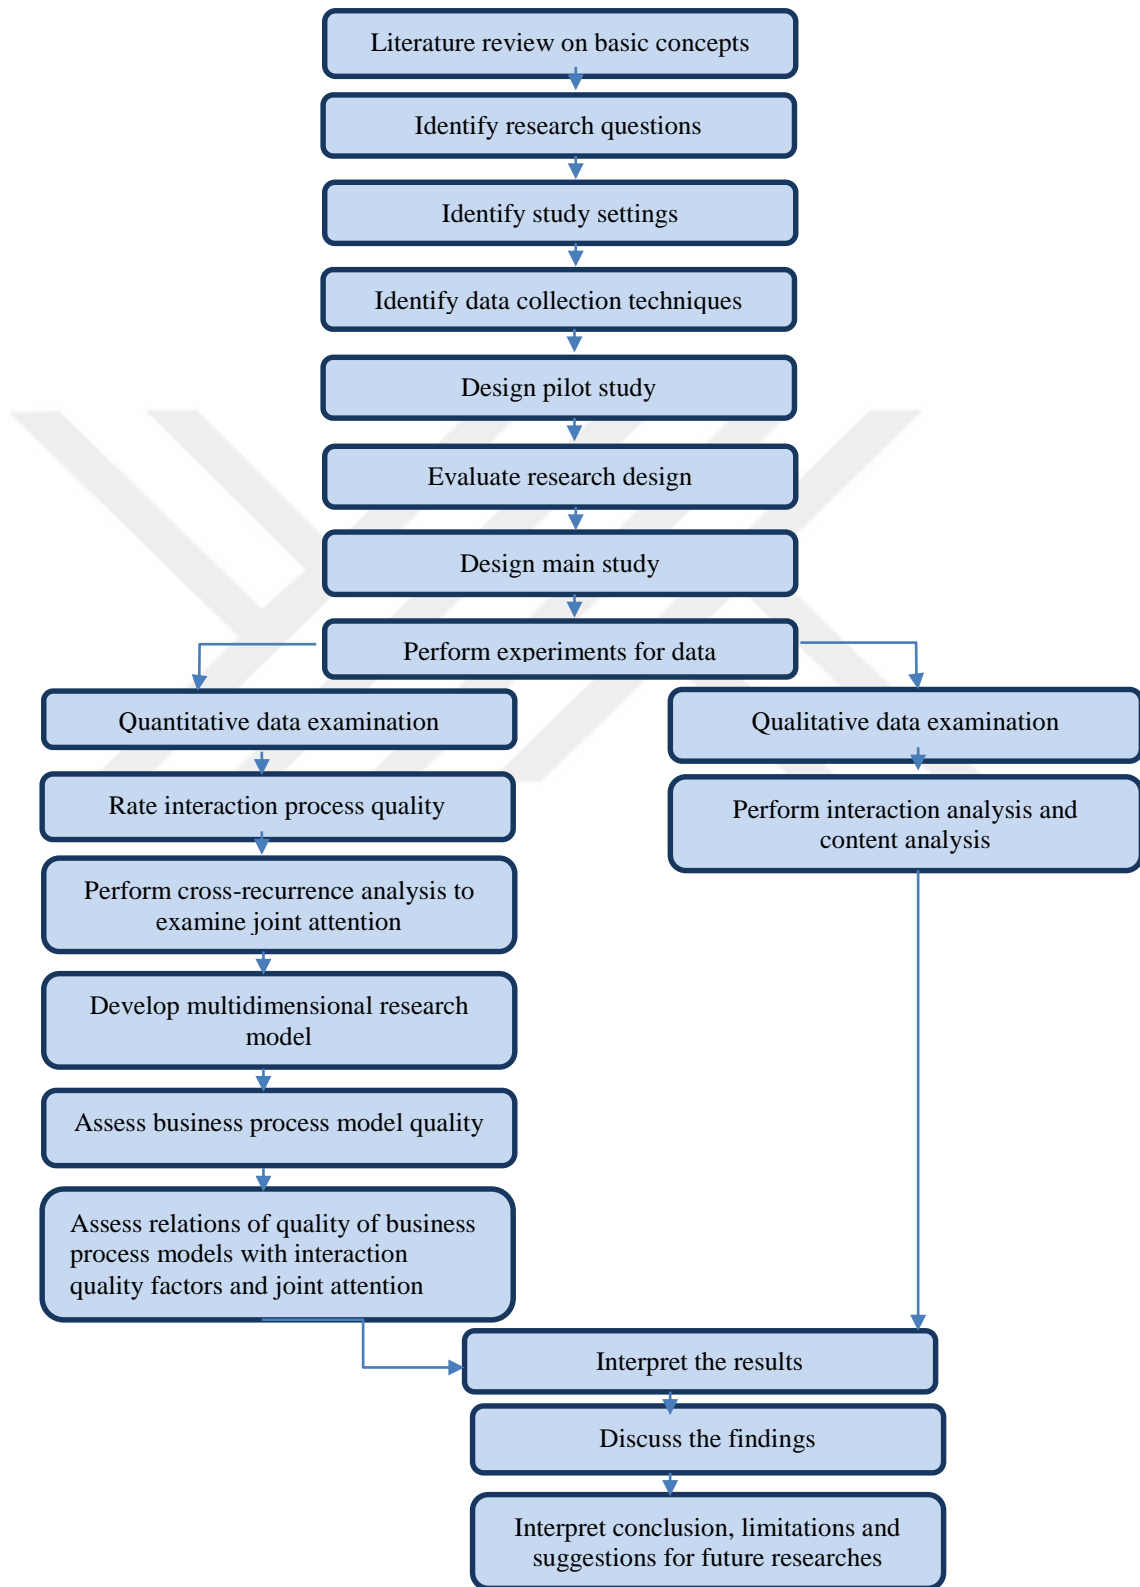 Literature review on basic concepts
Identify research questions
Identify study settings
Identify data collection techniques
Design pilot study
Evaluate research design
Design main study
Perform experiments for data
Quantitative data examination
Rate interaction process quality
Perform cross-recurrence analysis to
examine joint attention
Develop multidimensional research
model
Assess business process model quality
Assess relations of quality of business
process models with interaction
quality factors and joint attention
Qualitative data examination
Perform interaction analysis and
content analysis
Interpret the results
Discuss the findings
Interpret conclusion, limitations and
suggestions for future researches